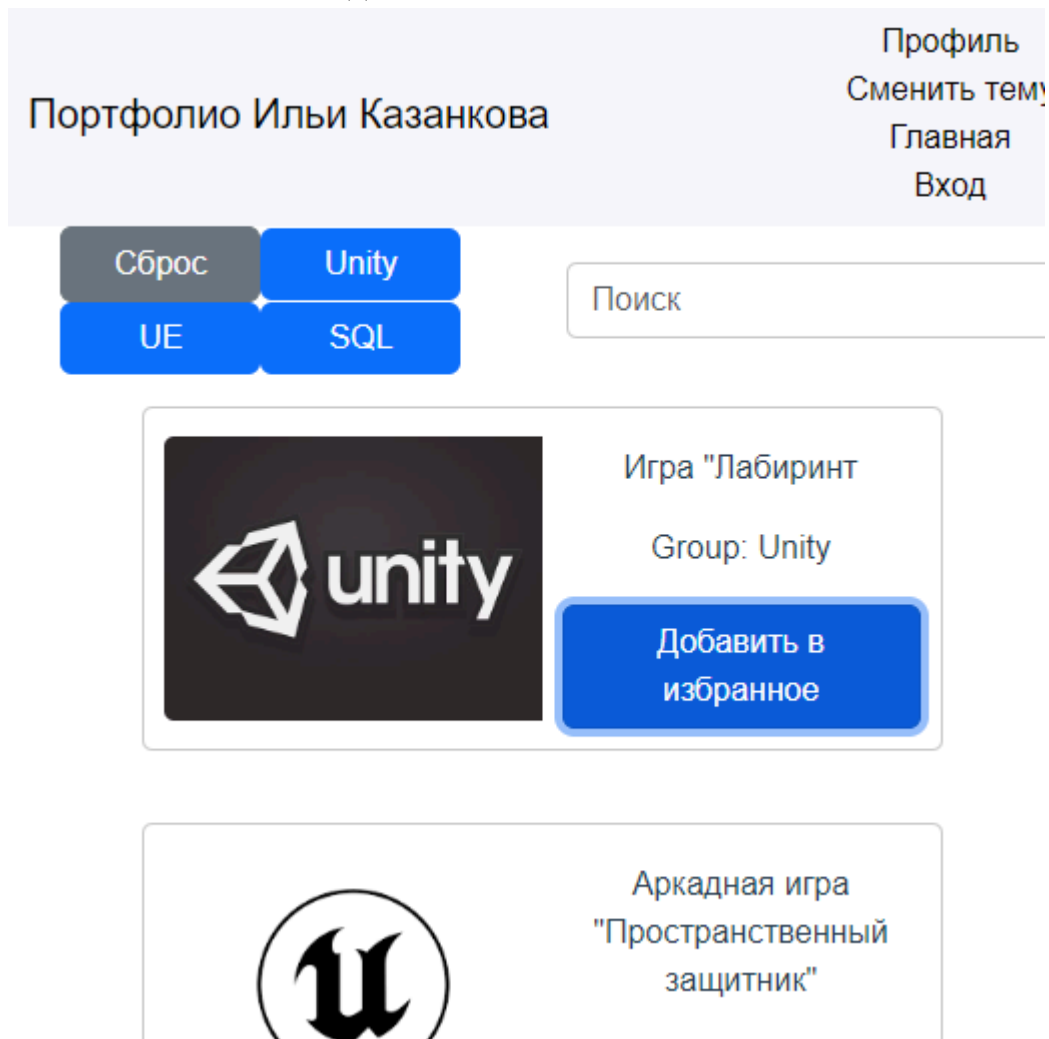 Профиль
Сменить тему
Портфолио Ильи Казанкова
Главная
Вход
Сброс
Unity
Поиск
UE
SQL
unity
Игра "Лабиринт
Group: Unity
Добавить в
избранное
Аркадная игра
"Пространственный
защитник"